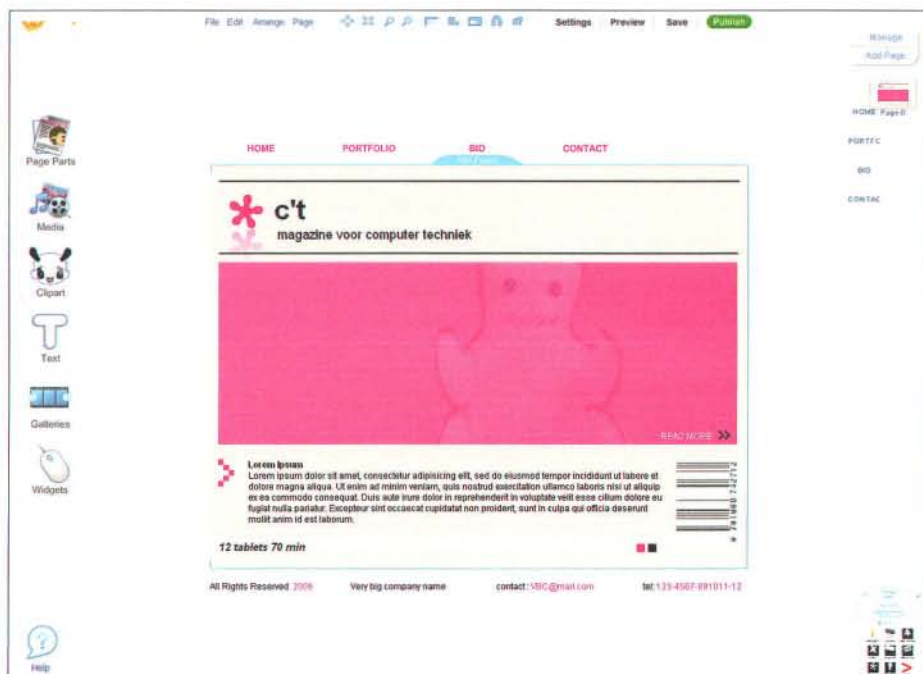 File Edit Arrange Page Settings Preview Save Publish
Manage
Add Page
HOME Page 0
PORTFC
BIO
CONTAC
Page Parts
Media
Clipart
Text
Galleries
Widgets
Help
HOME PORTFOLIO BIO CONTACT
c't
magazine voor computer techniek
READ MORE >>
Lorem Ipsum
Lorem ipsum dolor sit amet, consectetur adipisicing elit, sed do eiusmod tempor incididunt ut labore et
dolore magna aliqua. Ut enim ad minim veniam, quis nostrud exercitation ullamco laboris nisi ut aliquip
ex ea commodo consequat. Duis aute irure dolor in reprehenderit in voluptate velit esse cillum dolore eu
fugiat nulla pariatur. Excepteur sint occaecat cupidatat non proident, sunt in culpa qui officia deserunt
mollit anim id est laborum.
12 tablets 70 min
9 781860 742712
All Rights Reserved 2008 Very big company name contact: VBC@mail.com tel: 123-4567-891011-12